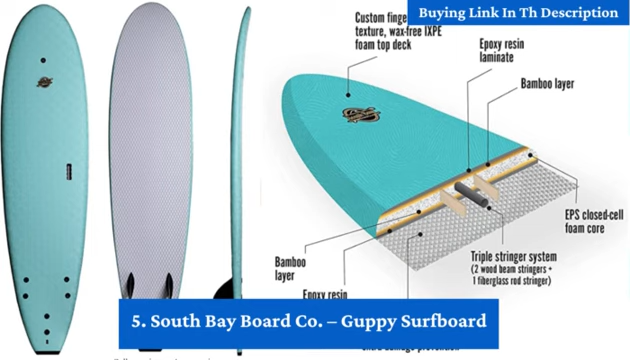 Buying Link In Th Description
Custom finge
texture, wax-free IXPE
foam top deck
Epoxy resin
laminate
Bamboo layer
EPS closed-cell
foam core
Triple stringer system
(2 wood beam stringers +
1 fiberglass rod stringer)
Bamboo
layer
Epoxy resin
5. South Bay Board Co. – Guppy Surfboard